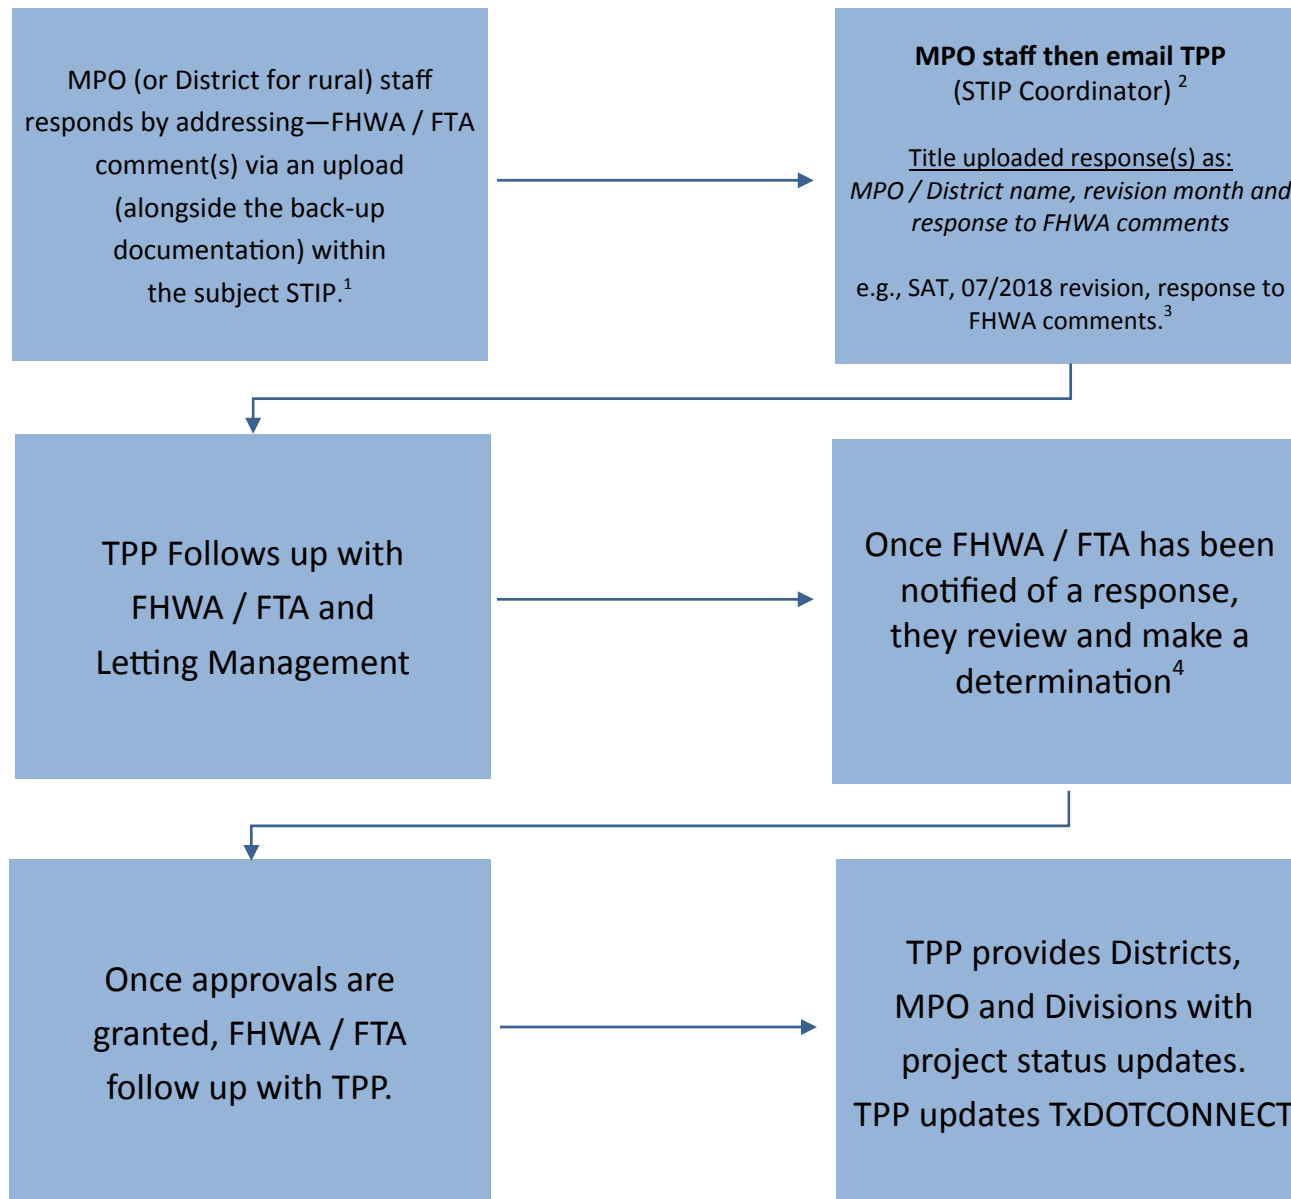 MPO (or District for rural) staff
responds by addressing—FHWA / FTA
comment(s) via an upload
(alongside the back-up
documentation) within
the subject STIP.1
MPO staff then email TPP
(STIP Coordinator) 2
Title uploaded response(s) as:
MPO / District name, revision month and
response to FHWA comments
e.g., SAT, 07/2018 revision, response to
FHWA comments.3
TPP Follows up with
FHWA / FTA and
Letting Management
Once FHWA / FTA has been
notified of a response,
they review and make a
determination4
Once approvals are
granted, FHWA / FTA
follow up with TPP.
TPP provides Districts,
MPO and Divisions with
project status updates.
TPP updates TxDOTCONNECT